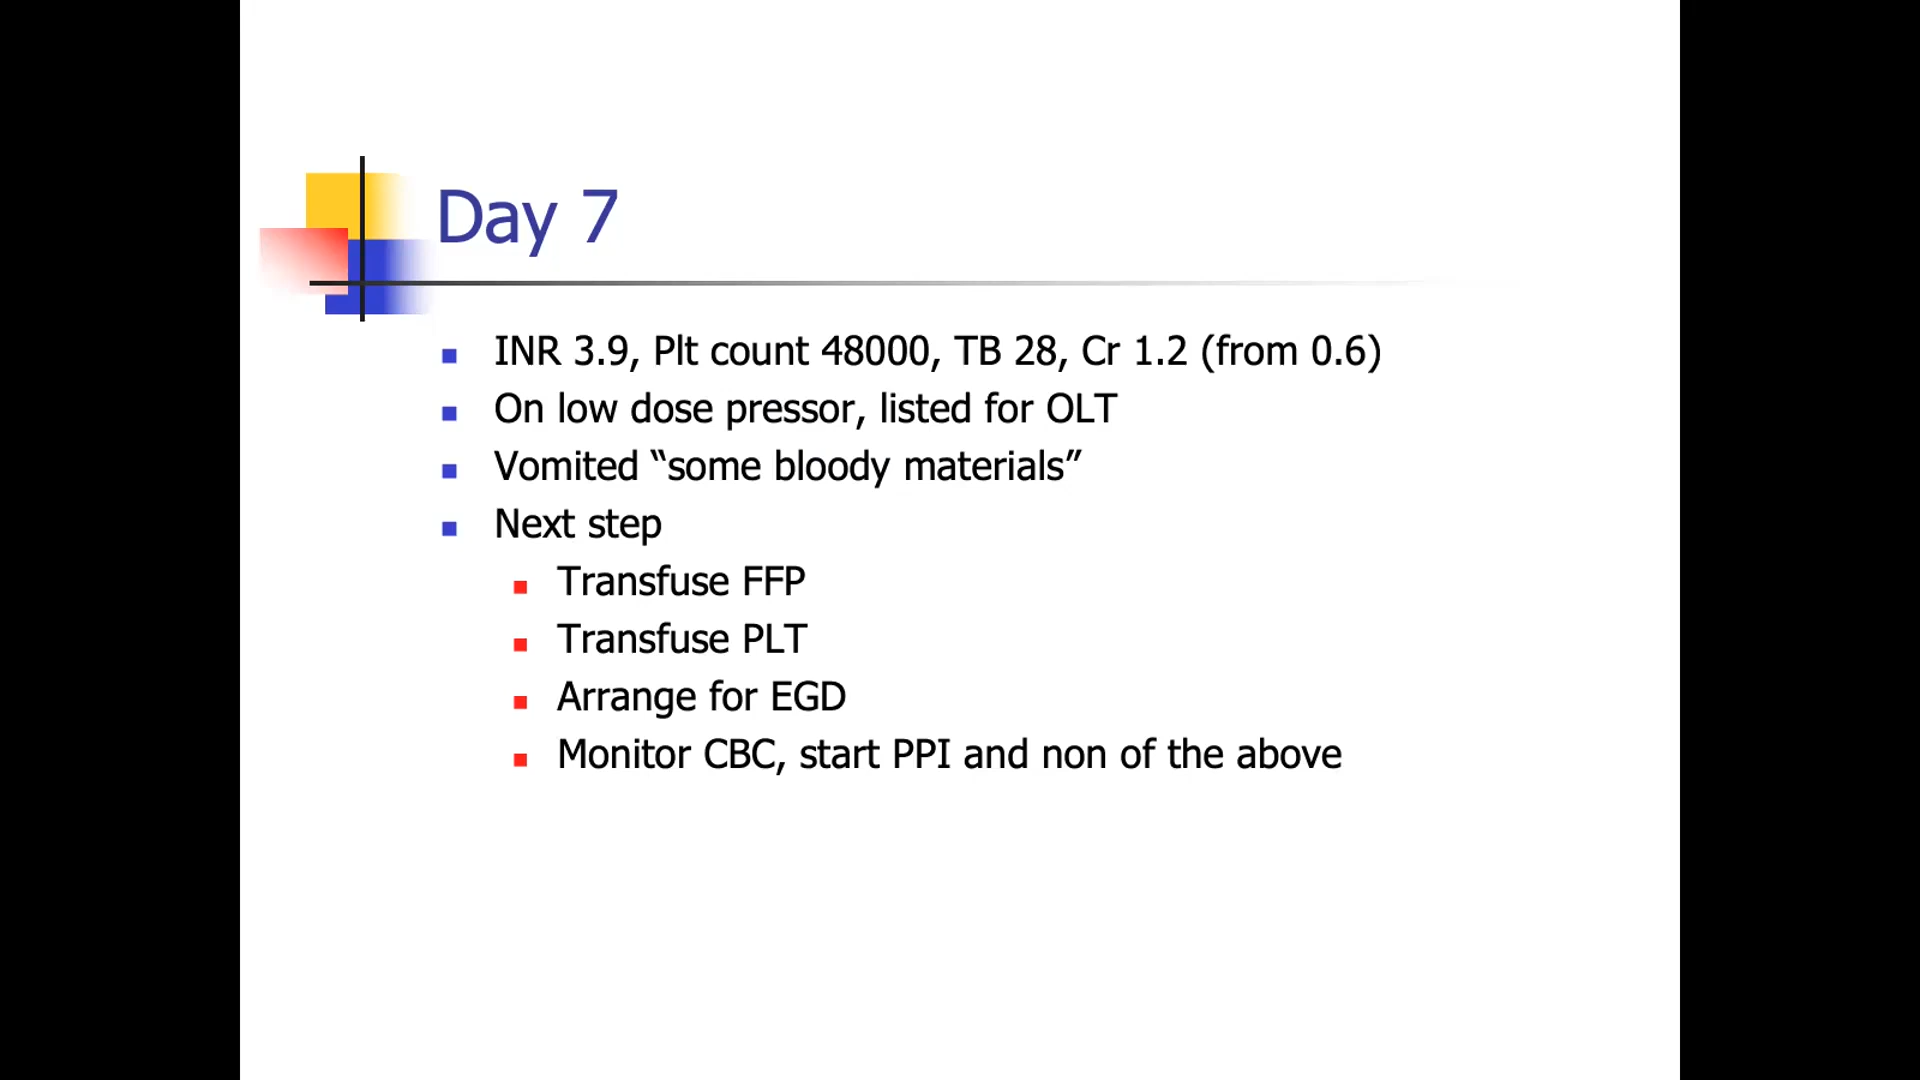 Day 7
INR 3.9, Plt count 48000, TB 28, Cr 1.2 (from 0.6)
On low dose pressor, listed for OLT
Vomited “some bloody materials”
Next step
Transfuse FFP
Transfuse PLT
Arrange for EGD
Monitor CBC, start PPI and non of the above